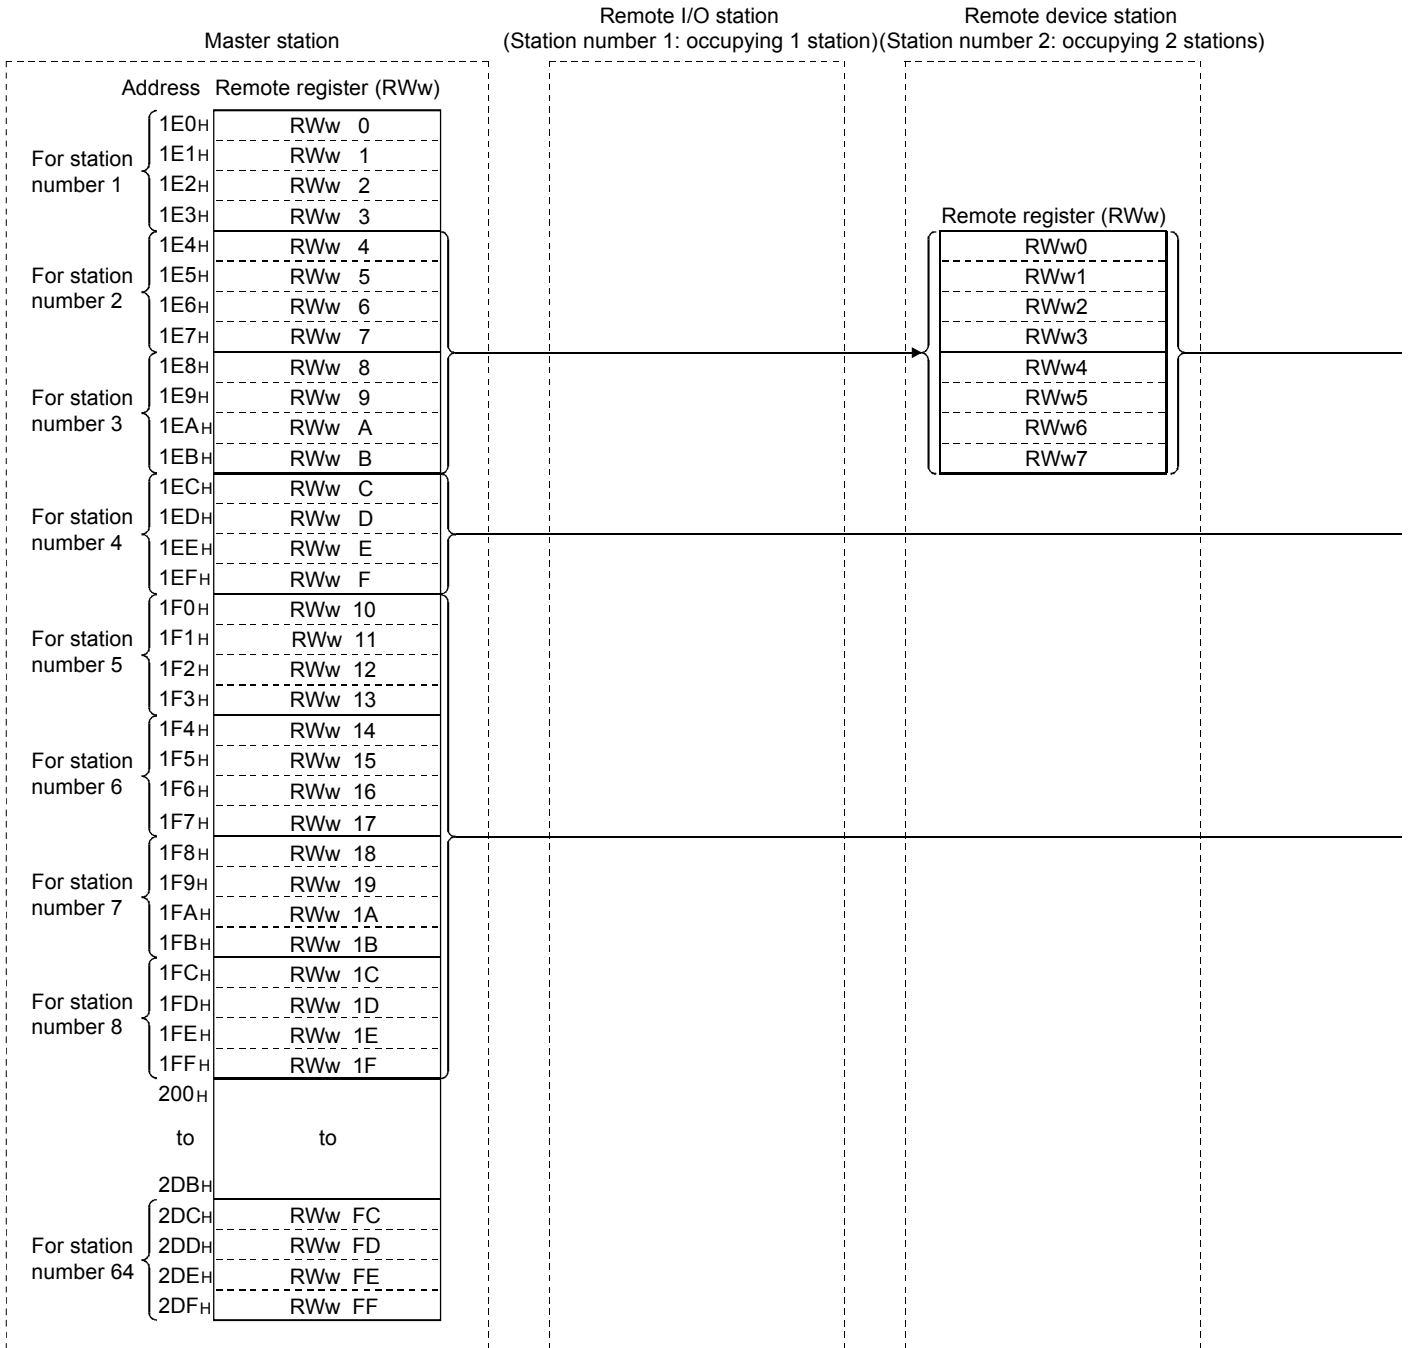 Remote I/O station
(Station number 1: occupying 1 station)
Remote device station
(Station number 2: occupying 2 stations)
Master station
Address Remote register (RWw)
For station
number 1
1E0H RWw 0
1E1H RWw 1
1E2H RWw 2
1E3H RWw 3
For station
number 2
1E4H RWw 4
1E5H RWw 5
1E6H RWw 6
1E7H RWw 7
For station
number 3
1E8H RWw 8
1E9H RWw 9
1EAH RWw A
1EBH RWw B
For station
number 4
1ECH RWw C
1EDH RWw D
1EEH RWw E
1EFH RWw F
For station
number 5
1F0H RWw 10
1F1H RWw 11
1F2H RWw 12
1F3H RWw 13
For station
number 6
1F4H RWw 14
1F5H RWw 15
1F6H RWw 16
1F7H RWw 17
For station
number 7
1F8H RWw 18
1F9H RWw 19
1FAH RWw 1A
1FBH RWw 1B
For station
number 8
1FCH RWw 1C
1FDH RWw 1D
1FEH RWw 1E
1FFH RWw 1F
200H
to to
2DBH
For station
number 64
2DCH RWw FC
2DDH RWw FD
2DEH RWw FE
2DFH RWw FF
Remote register (RWw)
RWw0
RWw1
RWw2
RWw3
RWw4
RWw5
RWw6
RWw7